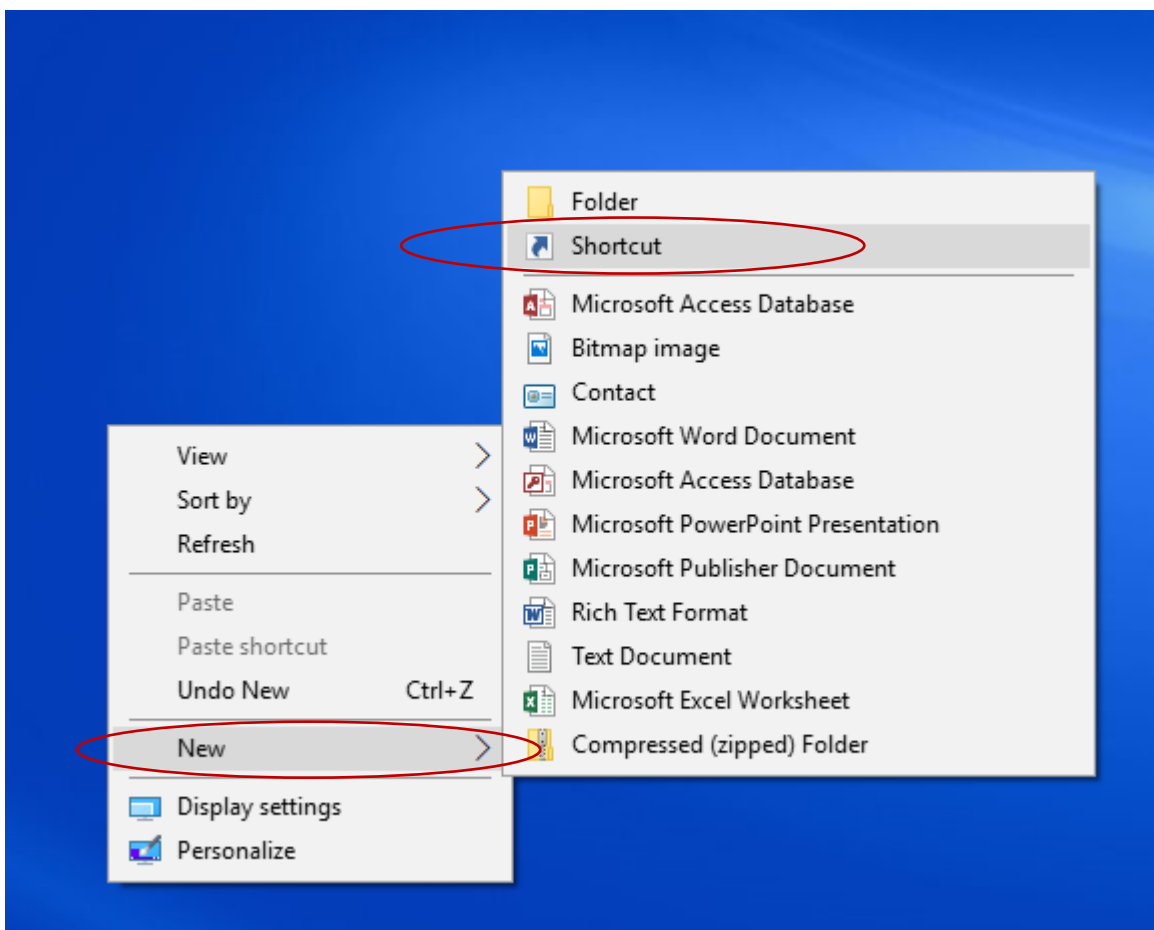 View
Sort by
Refresh
Paste
Paste shortcut
Undo New Ctrl+Z
New
Display settings
Personalize
Folder
Shortcut
Microsoft Access Database
Bitmap image
Contact
Microsoft Word Document
Microsoft Access Database
Microsoft PowerPoint Presentation
Microsoft Publisher Document
Rich Text Format
Text Document
Microsoft Excel Worksheet
Compressed (zipped) Folder